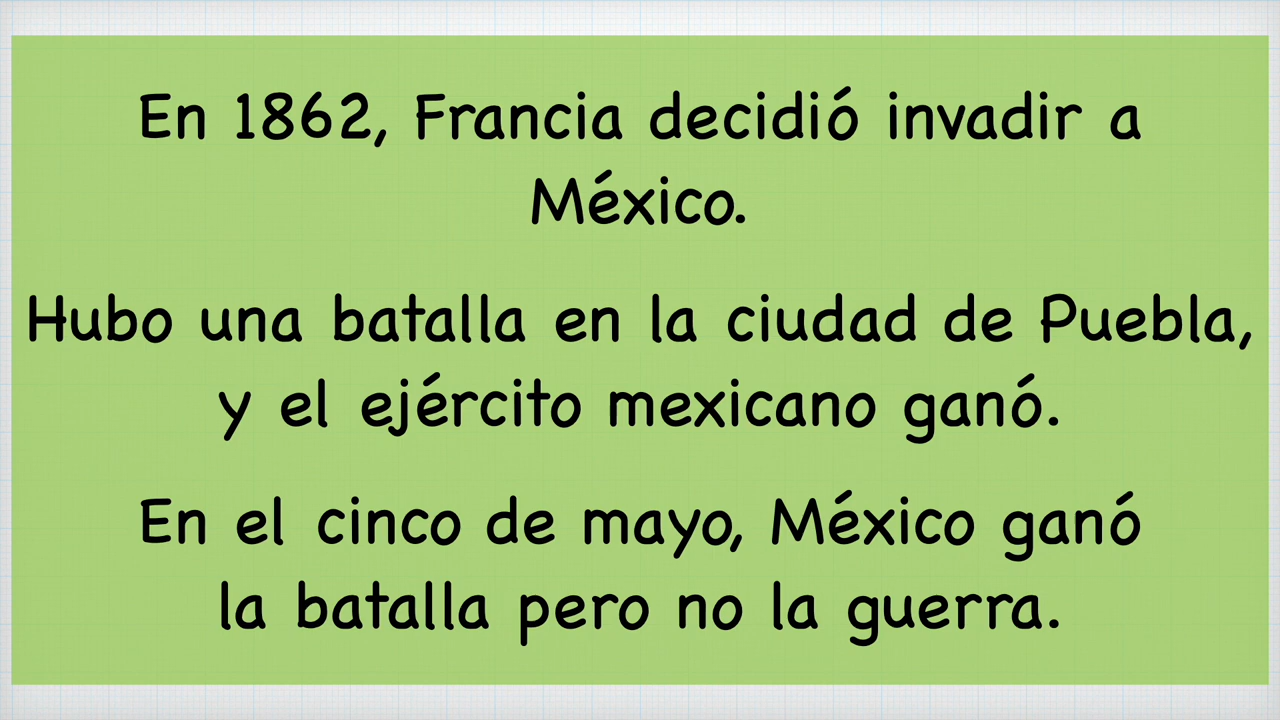 En 1862, Francia decidió invadir a
México.
Hubo una batalla en la ciudad de Puebla,
y el ejército mexicano ganó.
En el cinco de mayo, México ganó
la batalla pero no la guerra.